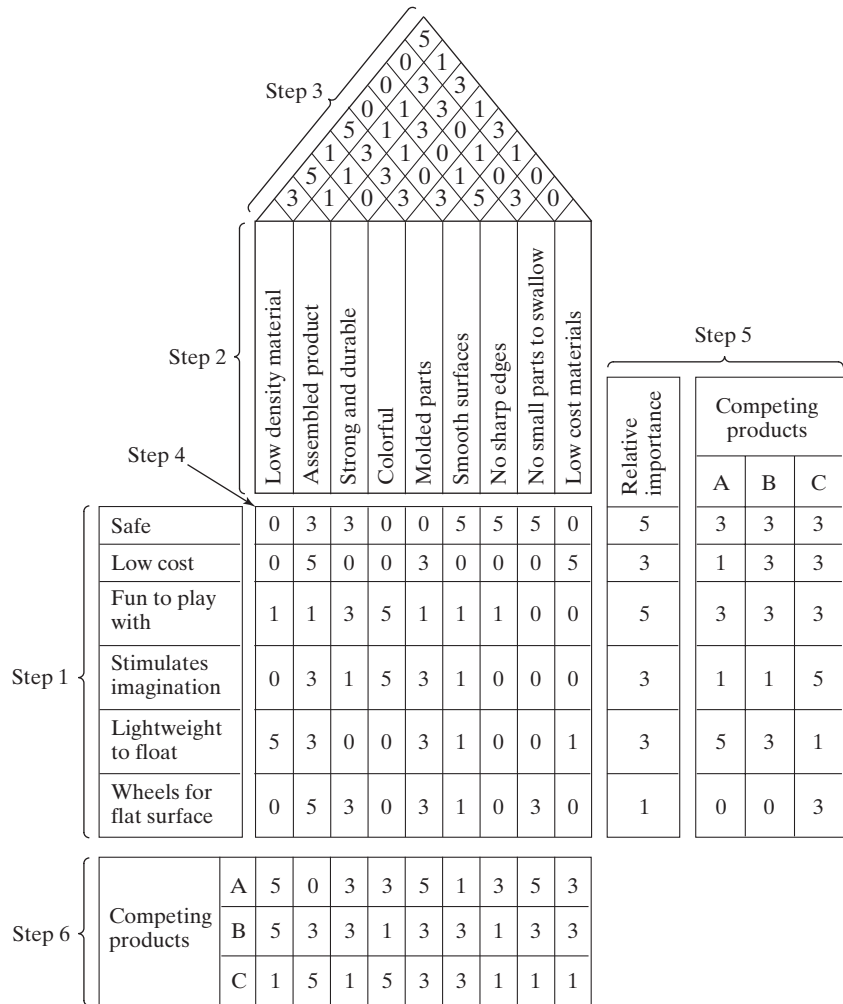 5
0 1
Step 3
0 3 3
0 1 3 1
5 1 3 0 3
1 3 1 0 1 1
5 1 3 0 1 0 0
3 1 0 3 3 5 3 0
Step 2
Low density material
Assembled product
Strong and durable
Colorful
Molded parts
Smooth surfaces
No sharp edges
No small parts to swallow
Low cost materials
Step 5
Relative
importance
Competing
products
A B C
Step 4
Step 1
Safe 0 3 3 0 0 5 5 5 0 5 3 3 3
Low cost 0 5 0 0 3 0 0 0 5 3 1 3 3
Fun to play
with 1 1 3 5 1 1 1 0 0 5 3 3 3
Stimulates
imagination 0 3 1 5 3 1 0 0 0 3 1 1 5
Lightweight
to float 5 3 0 0 3 1 0 0 1 3 5 3 1
Wheels for
flat surface 0 5 3 0 3 1 0 3 0 1 0 0 3
Step 6
Competing
products
A 5 0 3 3 5 1 3 5 3
B 5 3 3 1 3 3 1 3 3
C 1 5 1 5 3 3 1 1 1